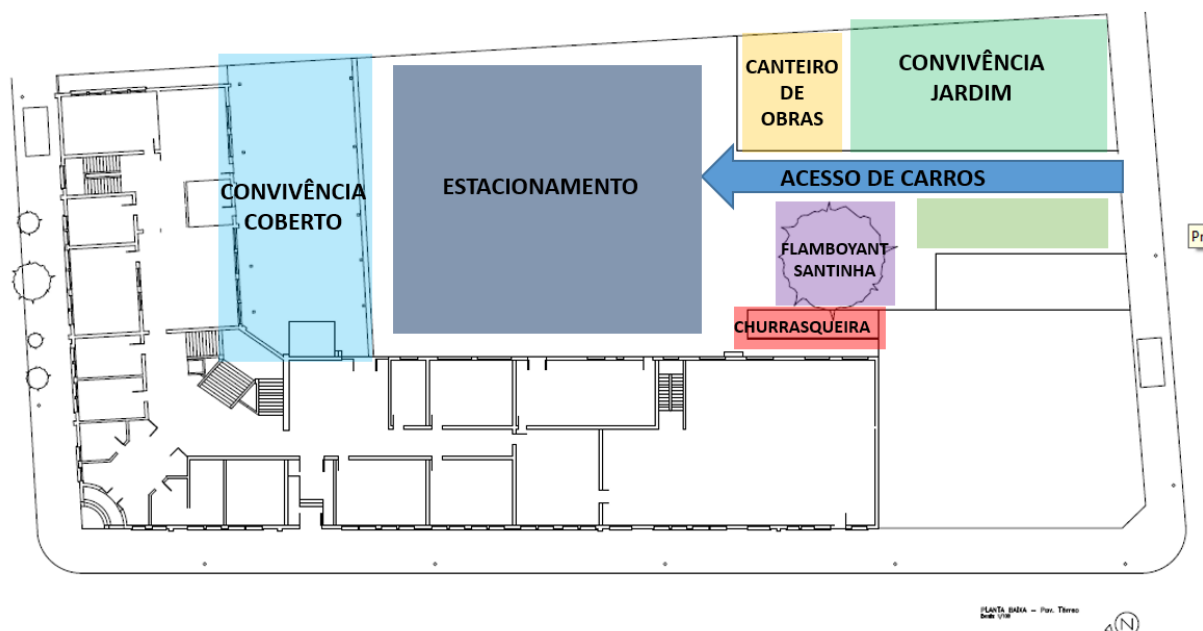 CANTEIRO
DE
OBRAS
CONVIVÊNCIA
JARDIM
CONVIVÊNCIA
COBERTO
ESTACIONAMENTO
ACESSO DE CARROS
FLAMBOYANT
SANTINHA
CHURRASQUEIRA
PLANTA BAIXA - Pav. Térreo
N